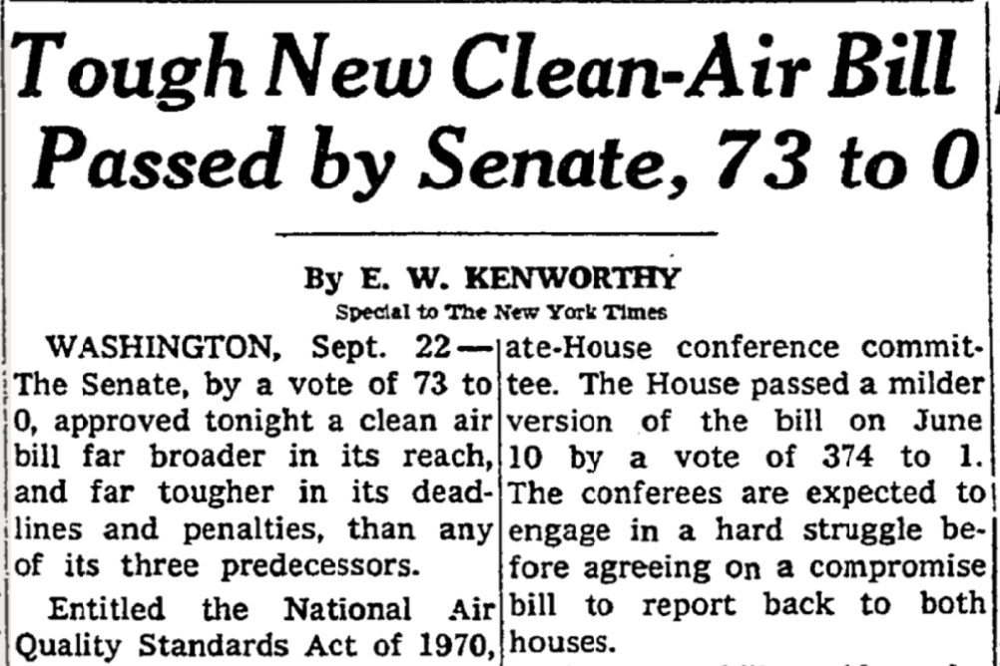 Tough New Clean-Air Bill
Passed by Senate, 73 to 0
By E. W. KENWORTHY
Special to The New York Times
WASHINGTON, Sept. 22—
The Senate, by a vote of 73 to
0, approved tonight a clean air
bill far broader in its reach,
and far tougher in its dead-
lines and penalties, than any
of its three predecessors.
Entitled the National Air
Quality Standards Act of 1970,
ate-House conference commit-
tee. The House passed a milder
version of the bill on June
10 by a vote of 374 to 1.
The conferees are expected to
engage in a hard struggle be-
fore agreeing on a compromise
bill to report back to both
houses.